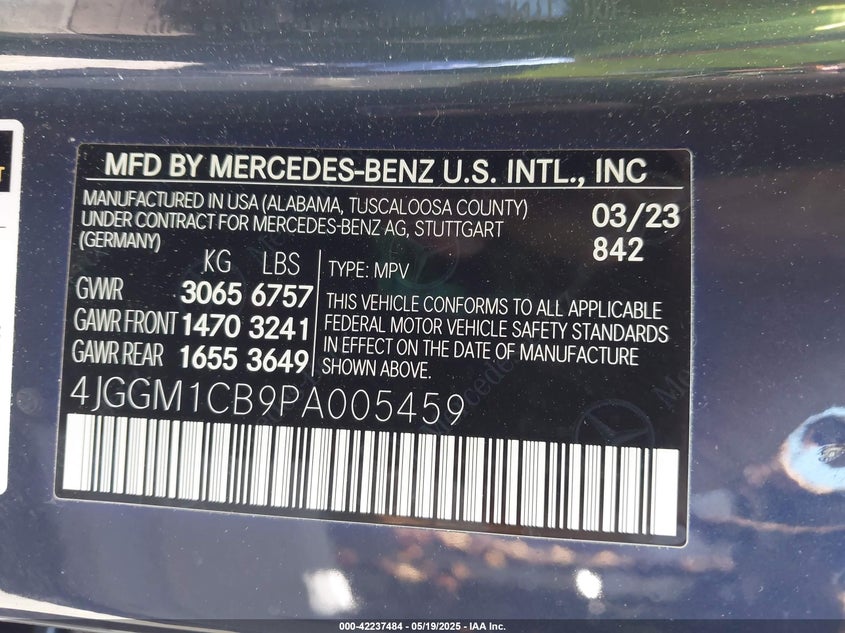 MFD BY MERCEDES-BENZ U.S. INTL., INC
MANUFACTURED IN USA (ALABAMA, TUSCALOOSA COUNTY)
UNDER CONTRACT FOR MERCEDES-BENZ AG, STUTTGART
(GERMANY)
03/23
842
KG LBS
GVWR 3065 6757
GAWR FRONT 1470 3241
GAWR REAR 1655 3649
TYPE: MPV
THIS VEHICLE CONFORMS TO ALL APPLICABLE
FEDERAL MOTOR VEHICLE SAFETY STANDARDS
IN EFFECT ON THE DATE OF MANUFACTURE
SHOWN ABOVE.
4JGGM1CB9PA005459
000-42237484 - 05/19/2025 - IAA Inc.